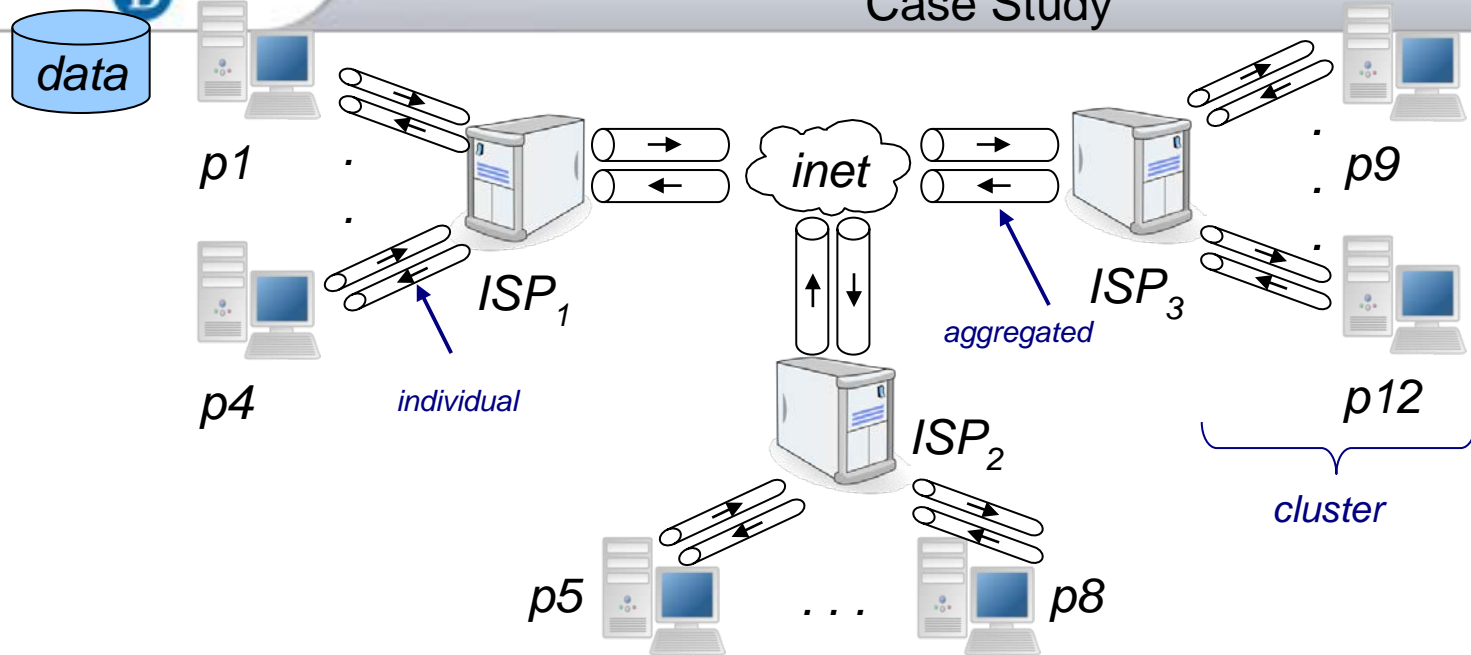 Case Study
data
p1
.
.
p4
individual
ISP1
inet
aggregated
ISP2
p5
. . .
p8
ISP3
.
.
.
p9
p12
cluster